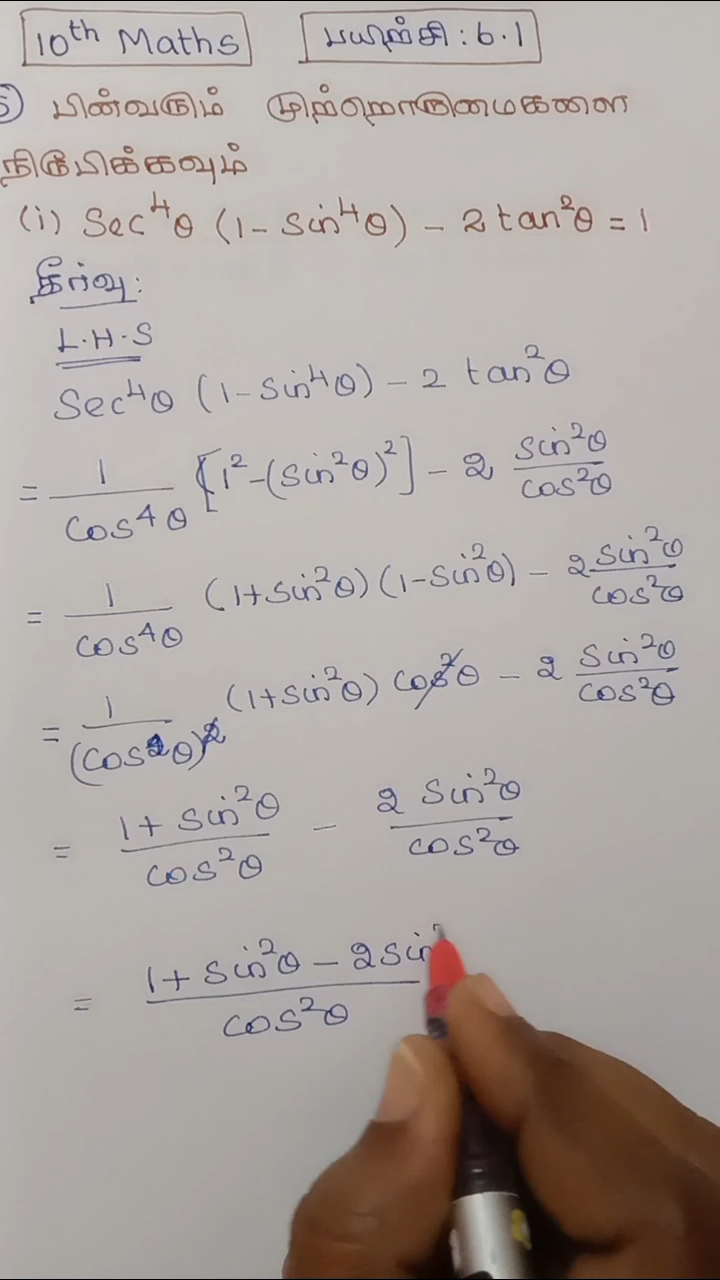 10th Maths பயிற்சி : 6.1
5) பின்வரும் முற்றொருமைகளை
நிரூபிக்கவும்
(i) Sec⁴θ (1 - sin⁴θ) - 2 tan²θ = 1
தீர்வு:
L.H.S
Sec⁴θ (1 - sin⁴θ) - 2 tan²θ
= 1/cos⁴θ [1² - (sin²θ)²] - 2 sin²θ/cos²θ
= 1/cos⁴θ (1+sin²θ) (1-sin²θ) - 2 sin²θ/cos²θ
= 1/(cos²θ)² (1+sin²θ) cos²θ - 2 sin²θ/cos²θ
= 1 + sin²θ/cos²θ - 2 sin²θ/cos²θ
= 1 + sin²θ - 2 sin/cos²θ